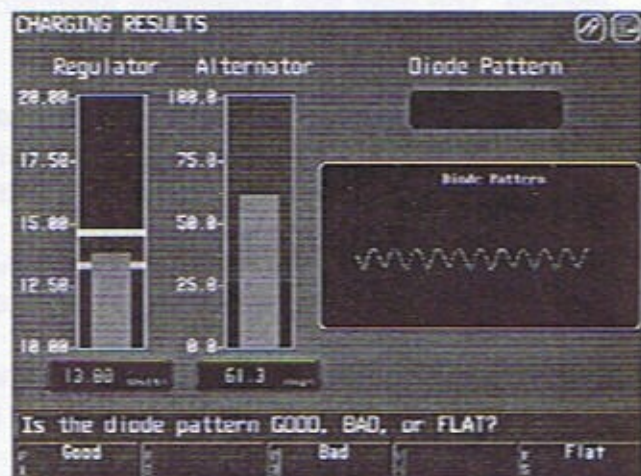 CHARGING RESULTS
Regulator
Alternator
Diode Pattern
20.00
17.50
15.00
12.50
10.00
13.80
100.0
75.0
50.0
25.0
0.0
61.3
Diode Pattern
Is the diode pattern GOOD, BAD, or FLAT?
Good
Bad
Flat